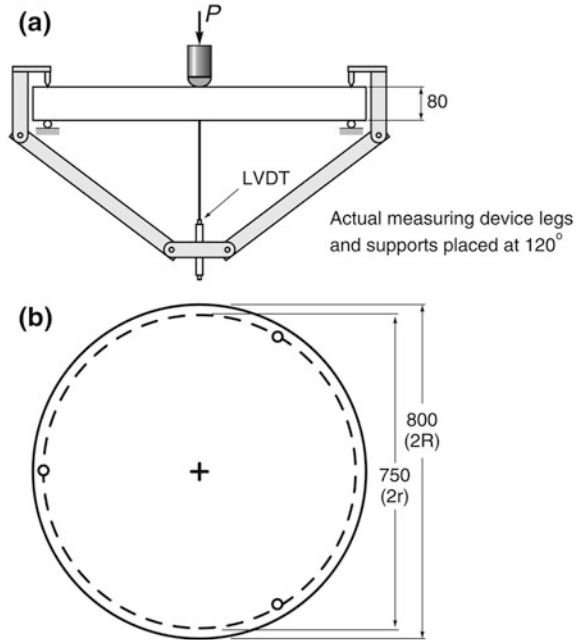 (a)
P
80
LVDT
Actual measuring device legs
and supports placed at 120°
(b)
800
(2R)
750
(2r)